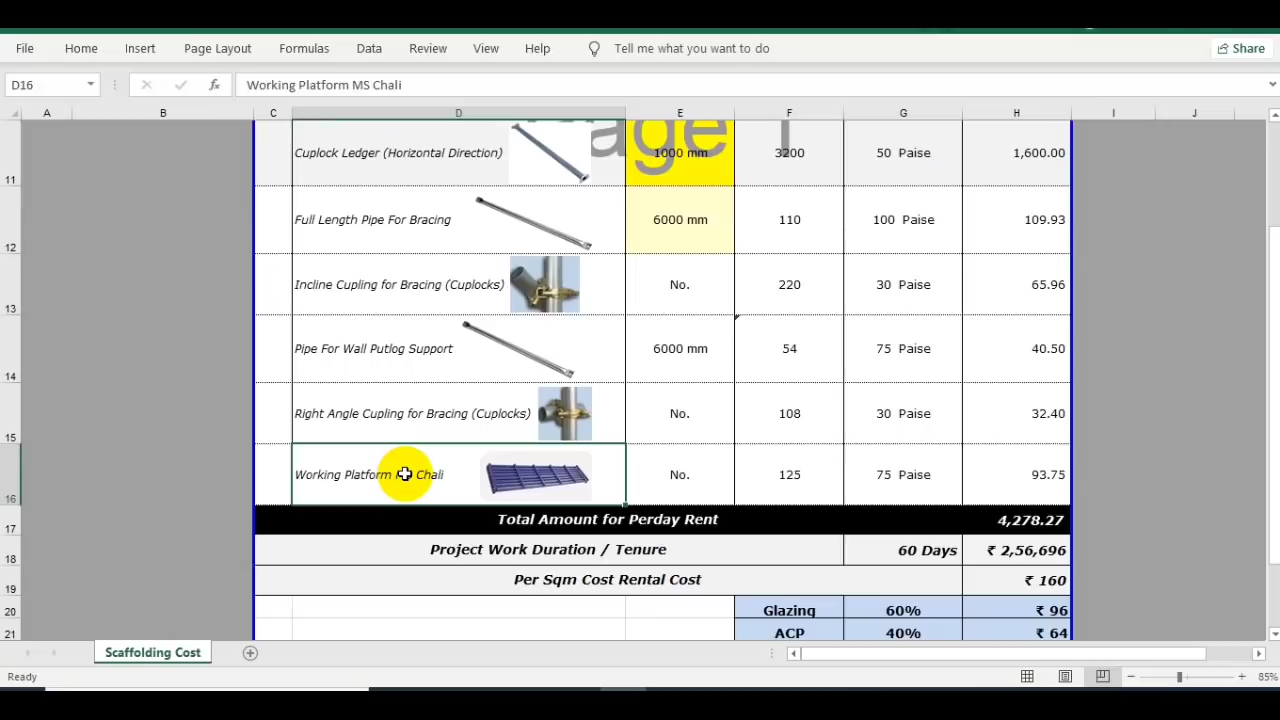 File Home Insert Page Layout Formulas Data Review View Help Tell me what you want to do Share
D16 fx Working Platform MS Chali
A B C D E F G H I J
Page 1
11 Cuplock Ledger (Horizontal Direction) 1000 mm 3200 50 Paise 1,600.00
12 Full Length Pipe For Bracing 6000 mm 110 100 Paise 109.93
13 Incline Cupling for Bracing (Cuplocks) No. 220 30 Paise 65.96
14 Pipe For Wall Putlog Support 6000 mm 54 75 Paise 40.50
15 Right Angle Cupling for Bracing (Cuplocks) No. 108 30 Paise 32.40
16 Working Platform MS Chali No. 125 75 Paise 93.75
17 Total Amount for Perday Rent 4,278.27
18 Project Work Duration / Tenure 60 Days ₹ 2,56,696
19 Per Sqm Cost Rental Cost ₹ 160
20 Glazing 60% ₹ 96
21 ACP 40% ₹ 64
Scaffolding Cost
Ready 85%